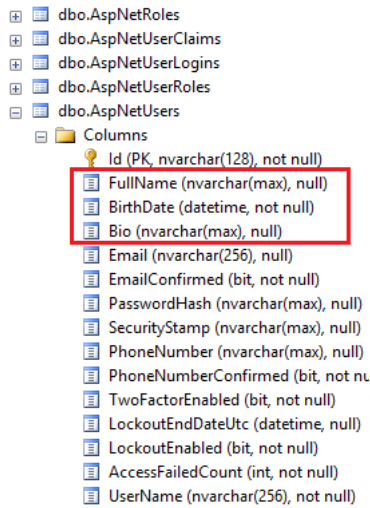 dbo.AspNetRoles
dbo.AspNetUserClaims
dbo.AspNetUserLogins
dbo.AspNetUserRoles
dbo.AspNetUsers
Columns
Id (PK, nvarchar(128), not null)
FullName (nvarchar(max), null)
BirthDate (datetime, not null)
Bio (nvarchar(max), null)
Email (nvarchar(256), null)
EmailConfirmed (bit, not null)
PasswordHash (nvarchar(max), null)
SecurityStamp (nvarchar(max), null)
PhoneNumber (nvarchar(max), null)
PhoneNumberConfirmed (bit, not nu
TwoFactorEnabled (bit, not null)
LockoutEndDateUtc (datetime, null)
LockoutEnabled (bit, not null)
AccessFailedCount (int, not null)
UserName (nvarchar(256), not null)